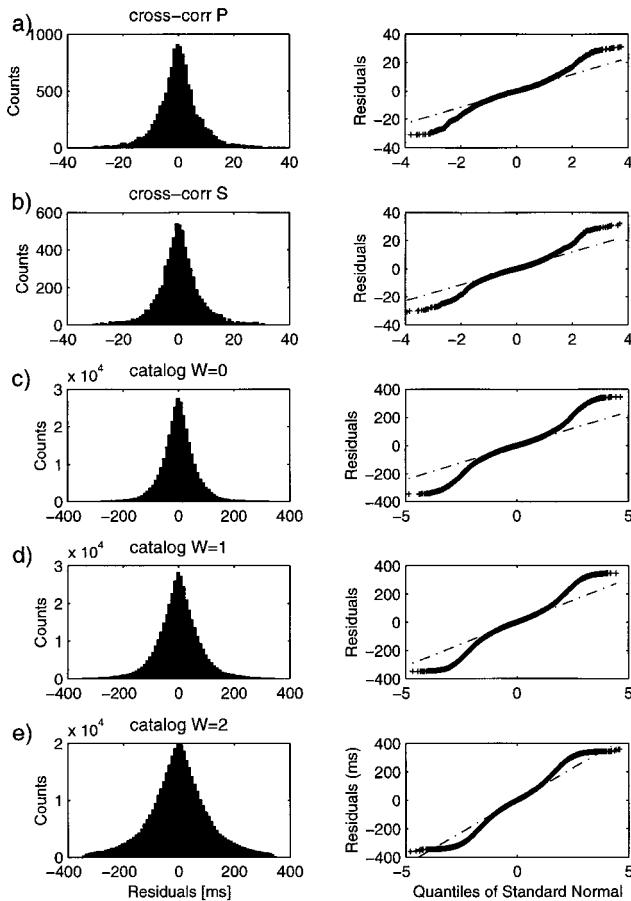 a) cross−corr P
1000
500
0
Counts
−40 −20 0 20 40
40
20
0
−20
−40
Residuals
−4 −2 0 2 4
b) cross−corr S
600
400
200
0
Counts
−40 −20 0 20 40
40
20
0
−20
−40
Residuals
−4 −2 0 2 4
c) x 10^4 catalog W=0
3
2
1
0
Counts
−400 −200 0 200 400
400
200
0
−200
−400
Residuals
−5 0 5
d) x 10^4 catalog W=1
3
2
1
0
Counts
−400 −200 0 200 400
400
200
0
−200
−400
Residuals
−5 0 5
e) x 10^4 catalog W=2
2
1
0
Counts
−400 −200 0 200 400
Residuals [ms]
400
200
0
−200
−400
Residuals (ms)
−5 0 5
Quantiles of Standard Normal